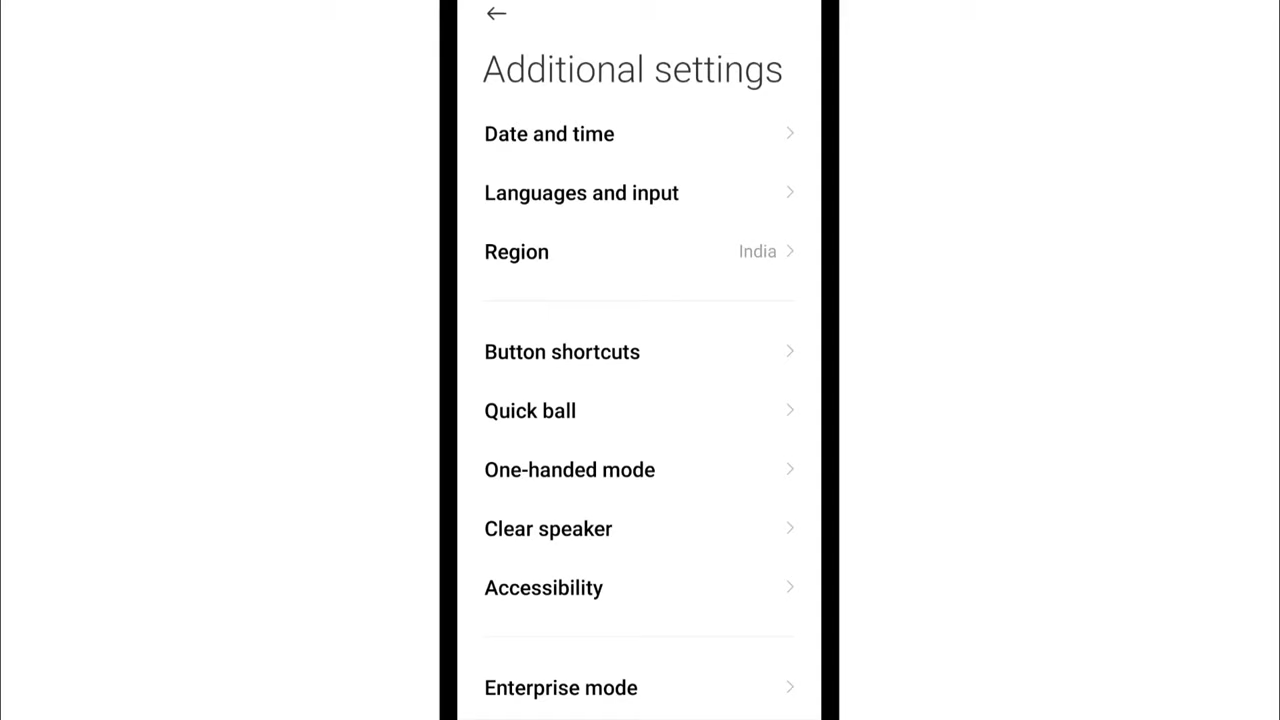 Additional settings
Date and time
Languages and input
Region India
Button shortcuts
Quick ball
One-handed mode
Clear speaker
Accessibility
Enterprise mode